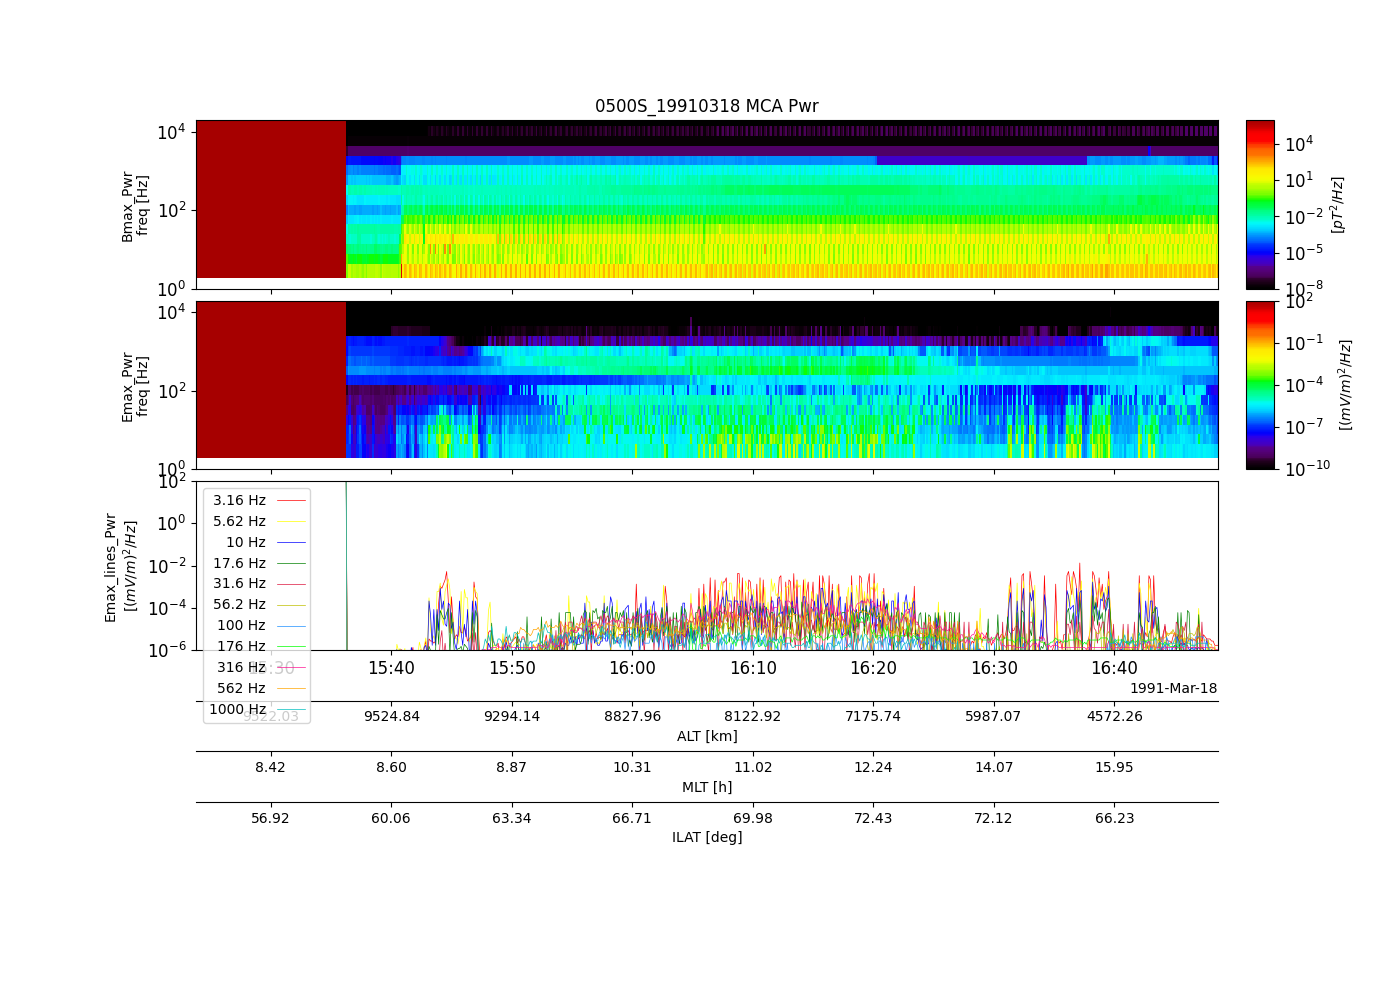 0500S_19910318 MCA Pwr
10^4
10^2
10^0
Bmax_Pwr
freq [Hz]
10^4
10^1
10^−2
10^−5
10^−8
[pT^2/Hz]
10^4
10^2
10^0
Emax_Pwr
freq [Hz]
10^2
10^−1
10^−4
10^−7
10^−10
[(mV/m)^2/Hz]
10^2
10^0
10^−2
10^−4
10^−6
Emax_lines_Pwr
[(mV/m)^2/Hz]
3.16 Hz
5.62 Hz
10 Hz
17.6 Hz
31.6 Hz
56.2 Hz
100 Hz
176 Hz
316 Hz
562 Hz
1000 Hz
15:30 15:40 15:50 16:00 16:10 16:20 16:30 16:40
1991-Mar-18
9524.84 9294.14 8827.96 8122.92 7175.74 5987.07 4572.26
ALT [km]
8.42 8.60 8.87 10.31 11.02 12.24 14.07 15.95
MLT [h]
56.92 60.06 63.34 66.71 69.98 72.43 72.12 66.23
ILAT [deg]